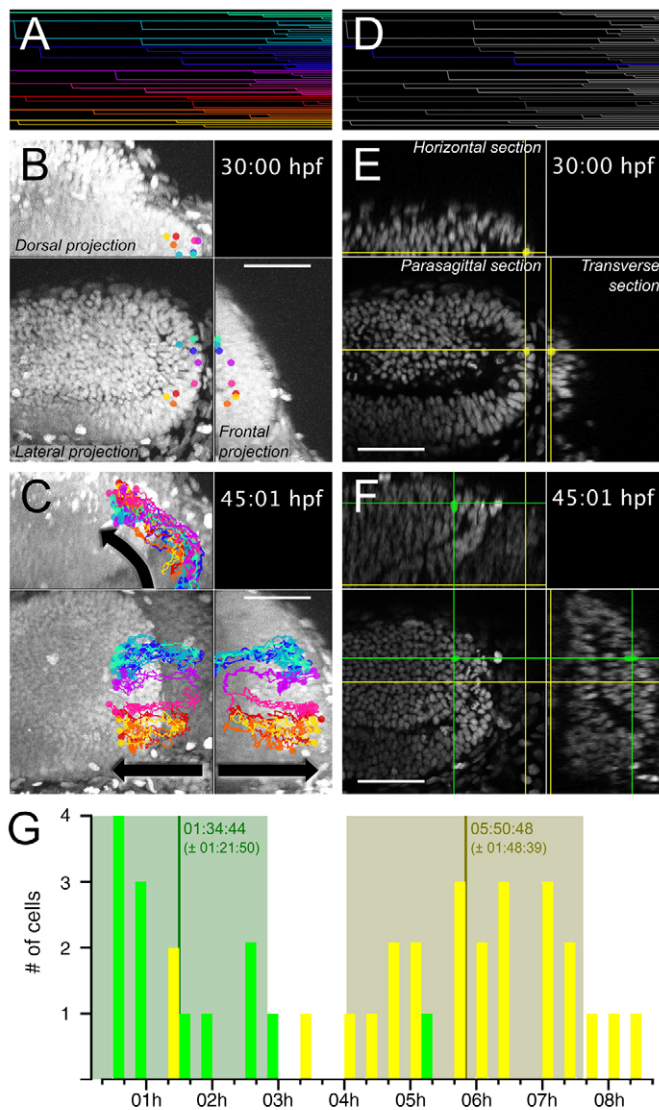 A
D
B
30:00 hpf
Dorsal projection
Lateral projection
Frontal
projection
E
Horizontal section
30:00 hpf
Parasagittal section
Transverse
section
C
45:01 hpf
F
45:01 hpf
G
# of cells
4
3
2
1
01:34:44
(± 01:21:50)
05:50:48
(± 01:48:39)
01h 02h 03h 04h 05h 06h 07h 08h